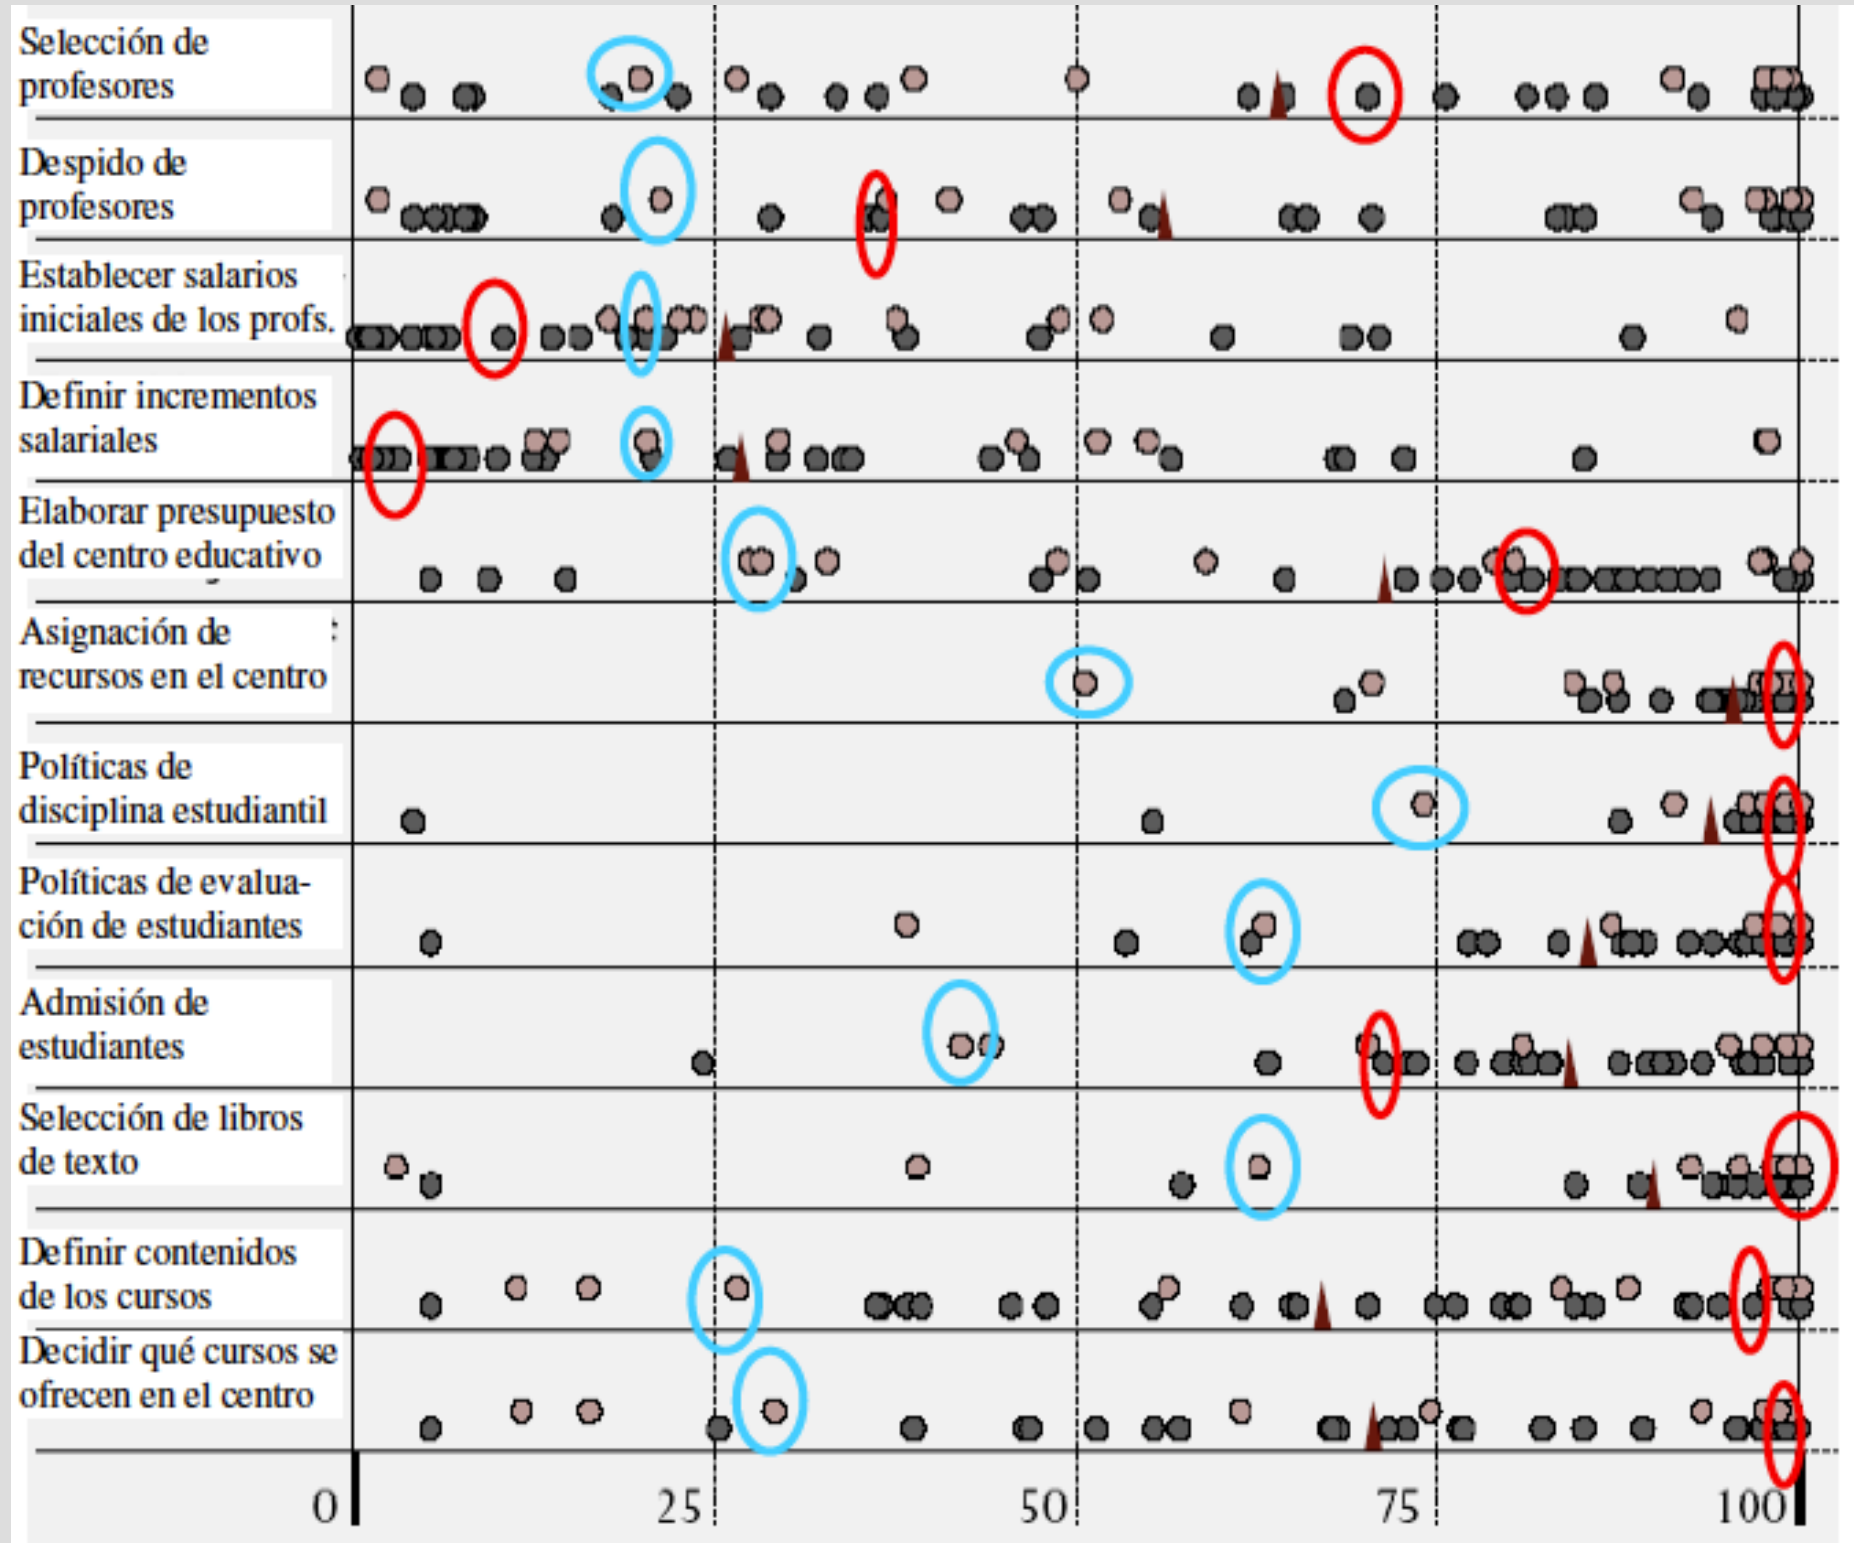 Selección de
profesores
Despido de
profesores
Establecer salarios
iniciales de los profs.
Definir incrementos
salariales
Elaborar presupuesto
del centro educativo
Asignación de
recursos en el centro
Políticas de
disciplina estudiantil
Políticas de evalua-
ción de estudiantes
Admisión de
estudiantes
Selección de libros
de texto
Definir contenidos
de los cursos
Decidir qué cursos se
ofrecen en el centro
0 25 50 75 100